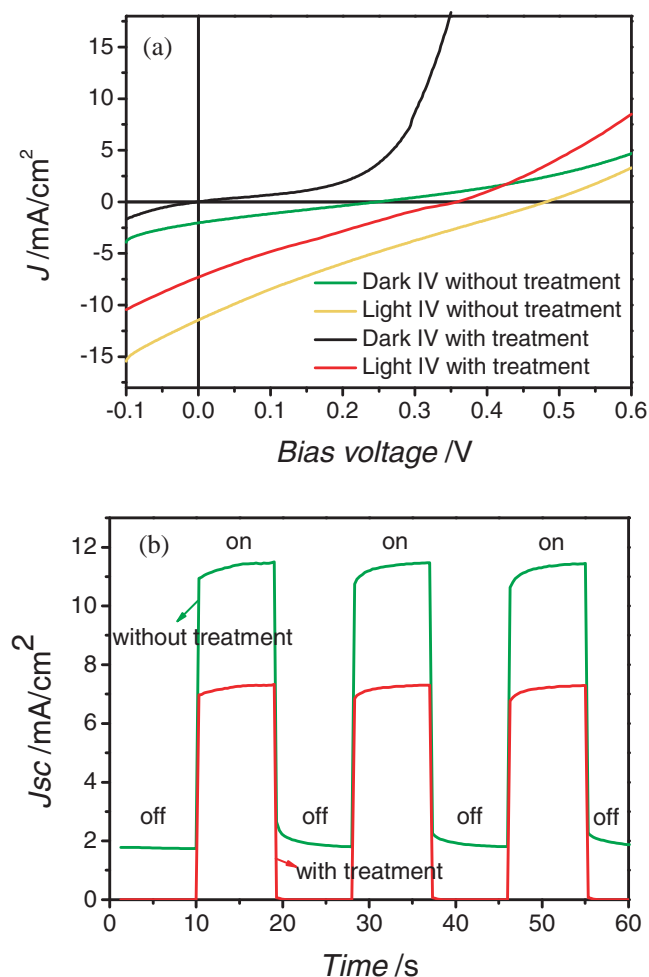 (a)
15
10
5
0
-5
-10
-15
J /mA/cm²
Dark IV without treatment
Light IV without treatment
Dark IV with treatment
Light IV with treatment
-0.1 0.0 0.1 0.2 0.3 0.4 0.5 0.6
Bias voltage /V
(b)
12
10
8
6
4
2
0
Jsc /mA/cm²
on on on
without treatment
off off off off
with treatment
0 10 20 30 40 50 60
Time /s